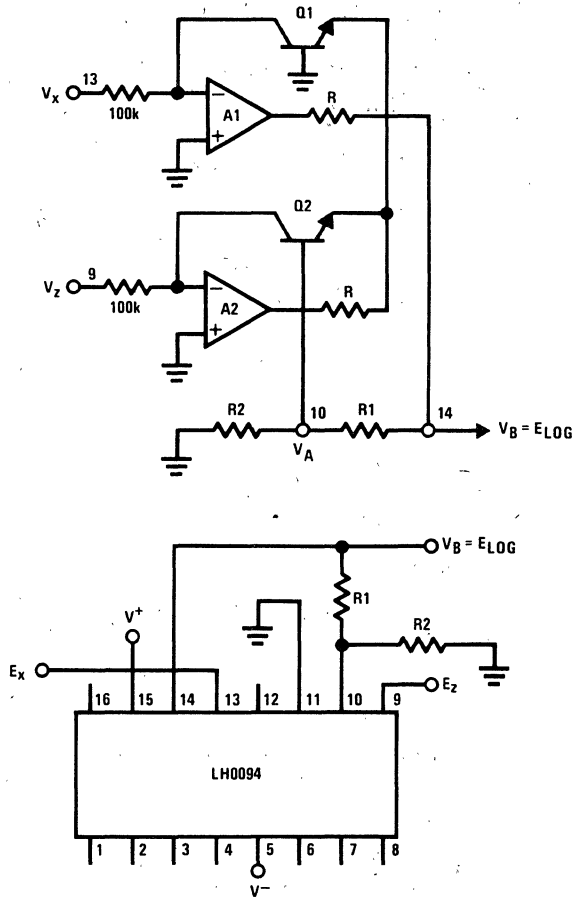 Q1
13
Vx
100k
A1
R
Q2
9
Vz
100k
A2
R
R2
10
R1
14
VA
VB = ELOG
VB = ELOG
V+
R1
R2
Ex
Ez
16 15 14 13 12 11 10 9
LH0094
1 2 3 4 5 6 7 8
V−